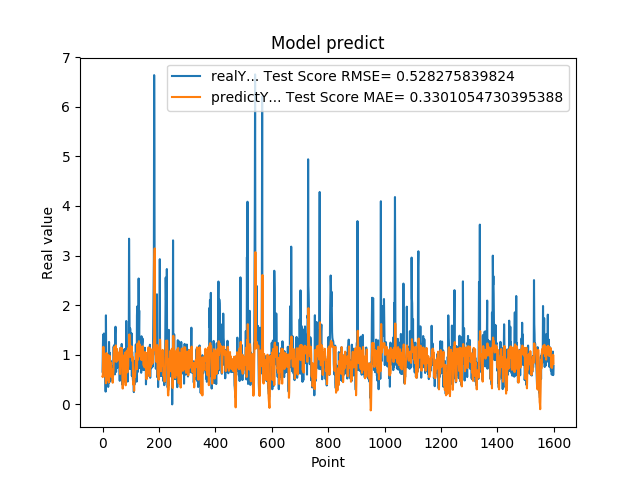 Model predict
realY... Test Score RMSE= 0.528275839824
predictY... Test Score MAE= 0.3301054730395388
7
6
5
4
3
2
1
0
Real value
0 200 400 600 800 1000 1200 1400 1600
Point